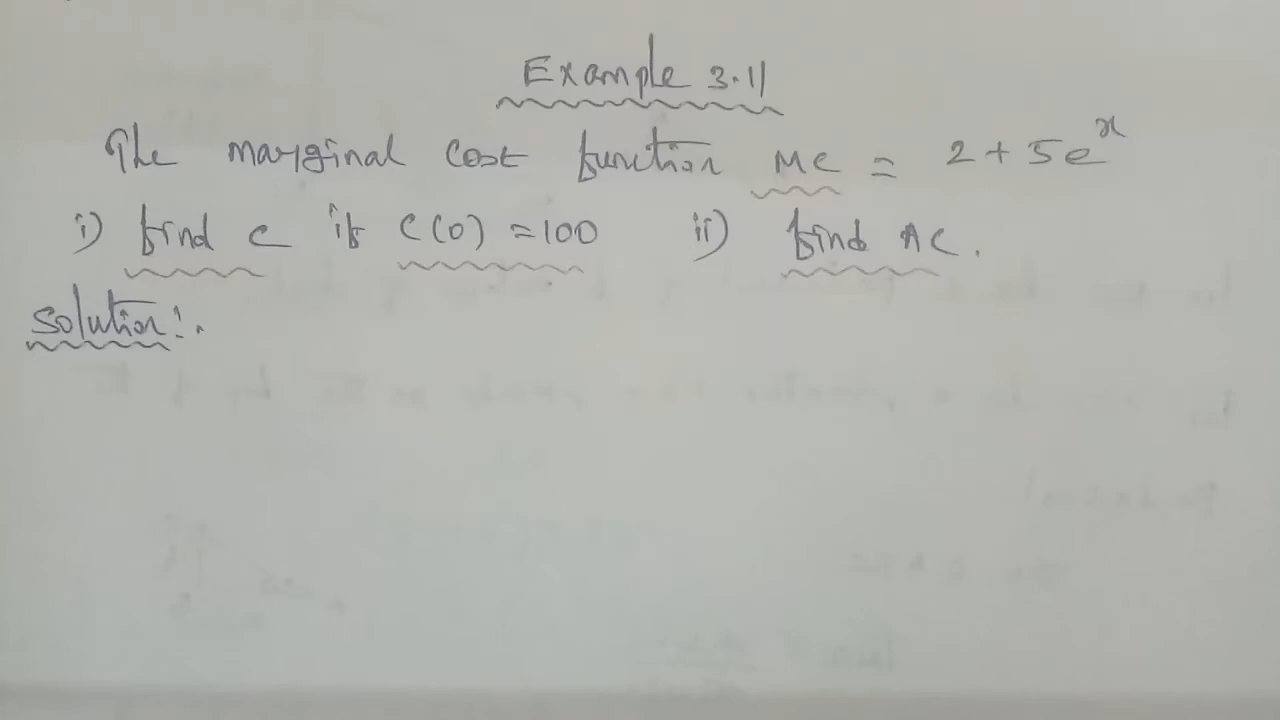 Example 3.11
The marginal cost function MC = 2 + 5e^x
i) find C if C(0) = 100 ii) find AC.
Solution:.